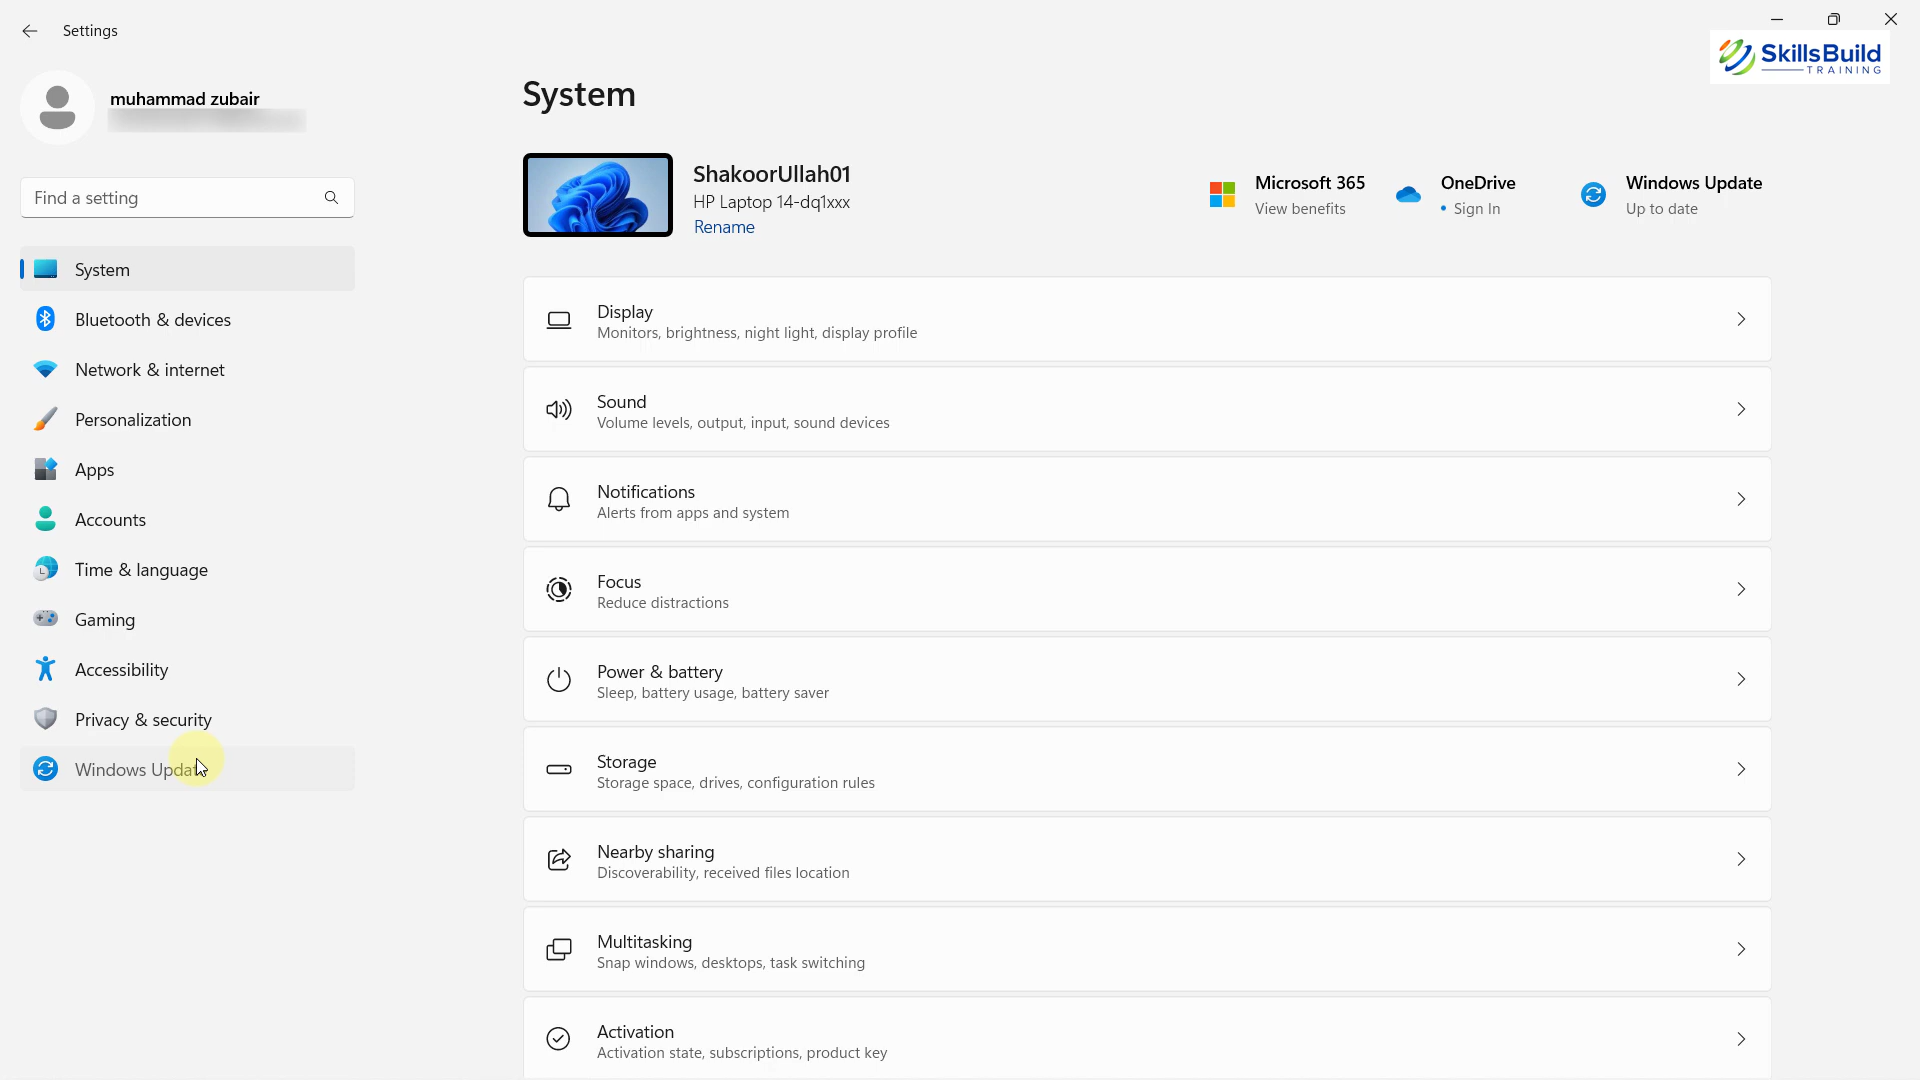 Settings
SkillsBuild
TRAINING
muhammad zubair
Find a setting
System
Bluetooth & devices
Network & internet
Personalization
Apps
Accounts
Time & language
Gaming
Accessibility
Privacy & security
Windows Updat
System
ShakoorUllah01
HP Laptop 14-dq1xxx
Rename
Microsoft 365
View benefits
OneDrive
• Sign In
Windows Update
Up to date
Display
Monitors, brightness, night light, display profile
Sound
Volume levels, output, input, sound devices
Notifications
Alerts from apps and system
Focus
Reduce distractions
Power & battery
Sleep, battery usage, battery saver
Storage
Storage space, drives, configuration rules
Nearby sharing
Discoverability, received files location
Multitasking
Snap windows, desktops, task switching
Activation
Activation state, subscriptions, product key